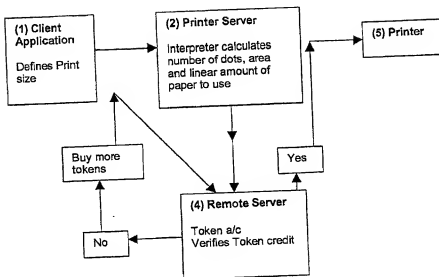 (1) Client
Application
Defines Print
size
(2) Printer Server
Interpreter calculates
number of dots, area
and linear amount of
paper to use
(5) Printer
Buy more
tokens
Yes
No
(4) Remote Server
Token a/c
Verifies Token credit